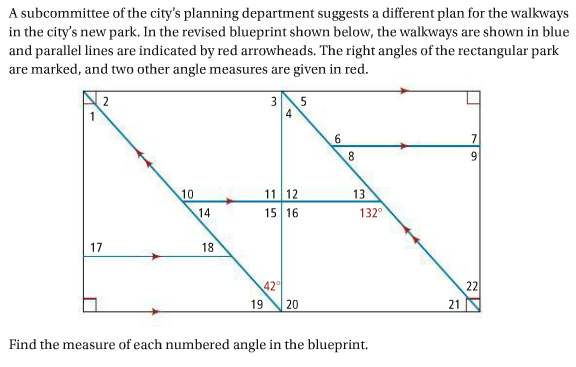 A subcommittee of the city's planning department suggests a different plan for the walkways
in the city's new park. In the revised blueprint shown below, the walkways are shown in blue
and parallel lines are indicated by red arrowheads. The right angles of the rectangular park
are marked, and two other angle measures are given in red.
2 3 5
1 4
6 7
8 9
10 11 12 13
14 15 16 132°
17 18
42° 22
19 20 21
Find the measure of each numbered angle in the blueprint.